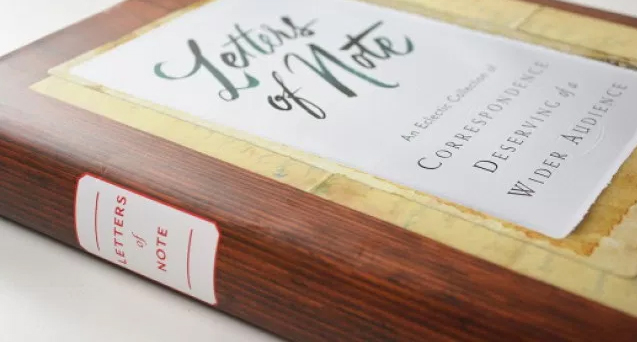 Letters
of Note
An Eclectic Collection of
CORRESPONDENCE
DESERVING of a
WIDER AUDIENCE
LETTERS
of
NOTE